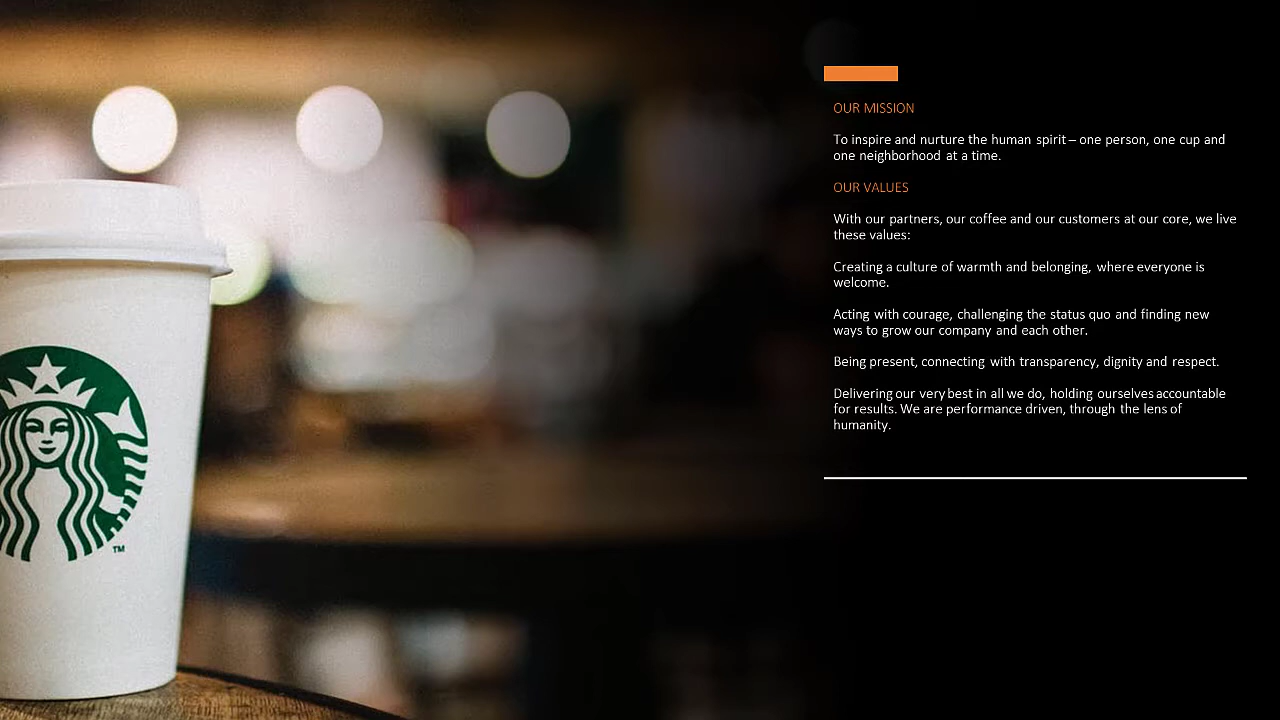 OUR MISSION
To inspire and nurture the human spirit – one person, one cup and
one neighborhood at a time.
OUR VALUES
With our partners, our coffee and our customers at our core, we live
these values:
Creating a culture of warmth and belonging, where everyone is
welcome.
Acting with courage, challenging the status quo and finding new
ways to grow our company and each other.
Being present, connecting with transparency, dignity and respect.
Delivering our very best in all we do, holding ourselves accountable
for results. We are performance driven, through the lens of
humanity.
TM